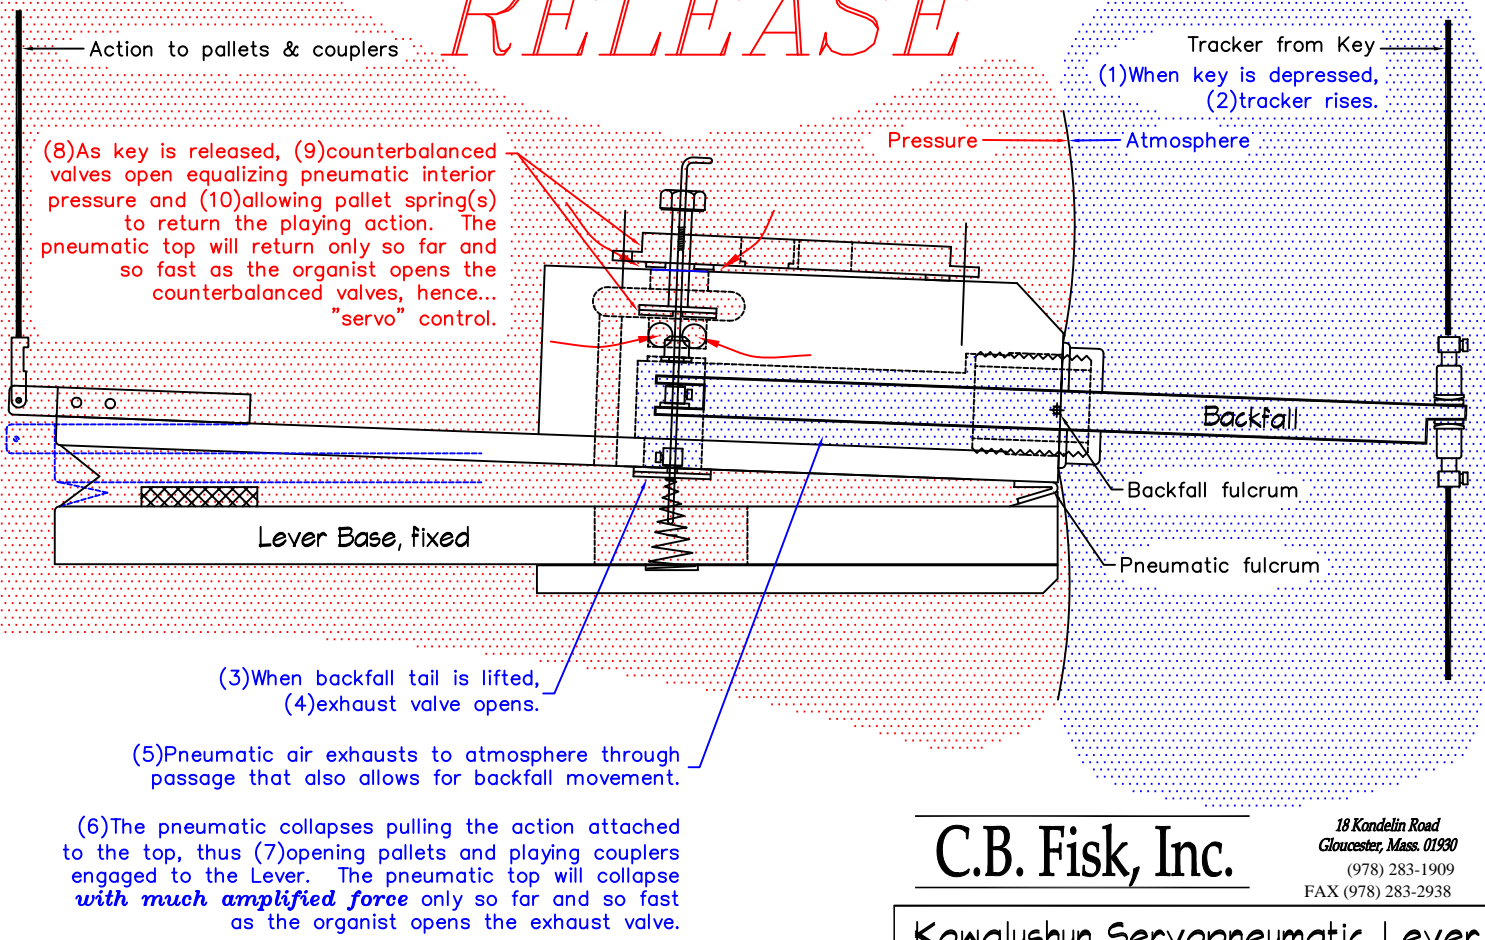 RELEASE
Action to pallets & couplers
Tracker from Key
(1)When key is depressed,
(2)tracker rises.
Pressure
Atmosphere
(8)As key is released, (9)counterbalanced
valves open equalizing pneumatic interior
pressure and (10)allowing pallet spring(s)
to return the playing action. The
pneumatic top will return only so far and
so fast as the organist opens the
counterbalanced valves, hence...
"servo" control.
Backfall
Backfall fulcrum
Lever Base, fixed
Pneumatic fulcrum
(3)When backfall tail is lifted,
(4)exhaust valve opens.
(5)Pneumatic air exhausts to atmosphere through
passage that also allows for backfall movement.
(6)The pneumatic collapses pulling the action attached
to the top, thus (7)opening pallets and playing couplers
engaged to the Lever. The pneumatic top will collapse
with much amplified force only so far and so fast
as the organist opens the exhaust valve.
C.B. Fisk, Inc.
18 Kondelin Road
Gloucester, Mass. 01930
(978) 283-1909
FAX (978) 283-2938
Kowalyshyn Servopneumatic Lever